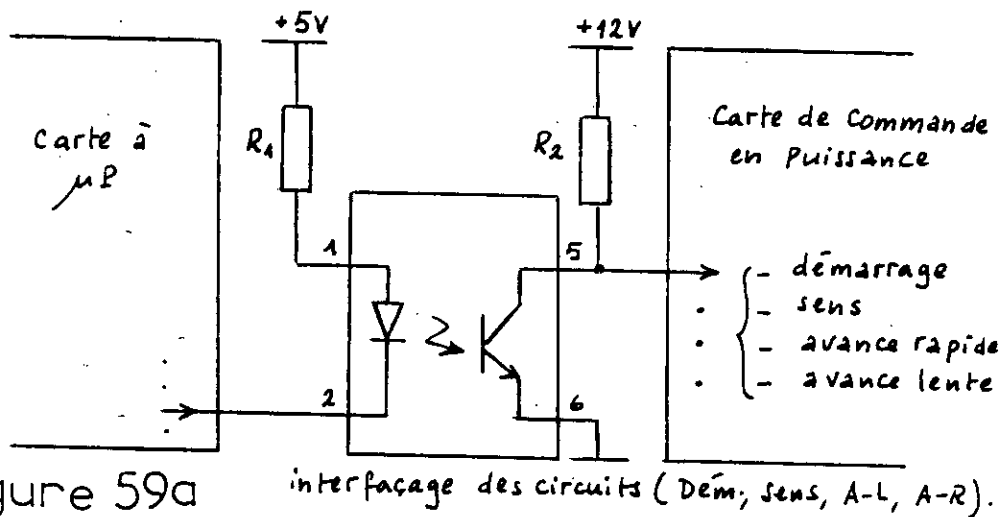 +5V
+12V
Carte à
µP
R1
R2
Carte de Commande
en Puissance
1
5
- démarrage
- sens
- avance rapide
- avance lente
2
6
gure 59a
interfaçage des circuits (Dém., sens, A-L, A-R).